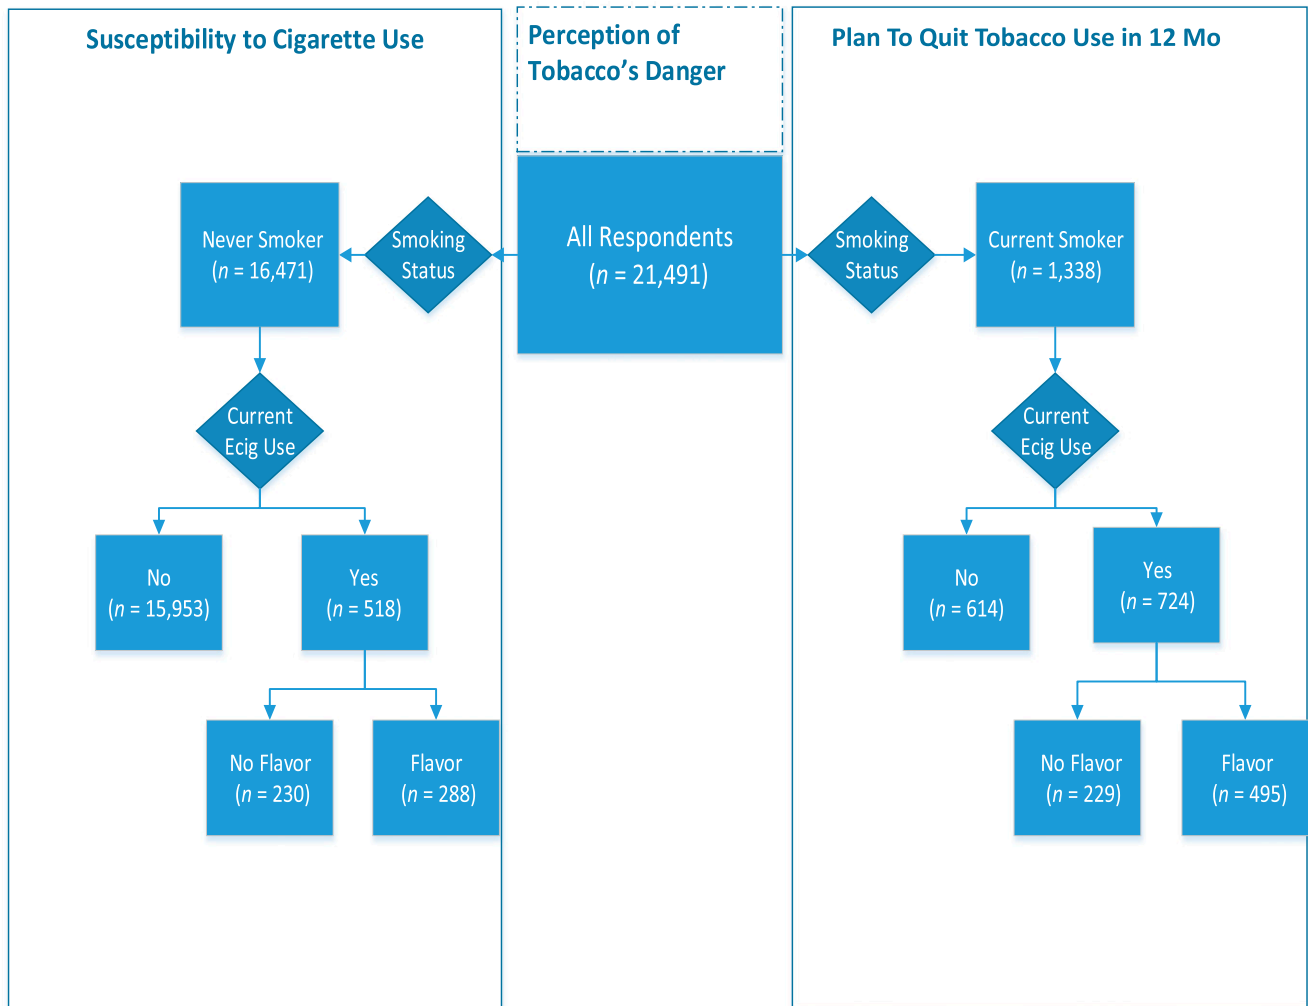 Susceptibility to Cigarette Use
Perception of
Tobacco's Danger
Plan To Quit Tobacco Use in 12 Mo
Never Smoker
(n = 16,471)
Smoking
Status
All Respondents
(n = 21,491)
Smoking
Status
Current Smoker
(n = 1,338)
Current
Ecig Use
Current
Ecig Use
No
(n = 15,953)
Yes
(n = 518)
No
(n = 614)
Yes
(n = 724)
No Flavor
(n = 230)
Flavor
(n = 288)
No Flavor
(n = 229)
Flavor
(n = 495)